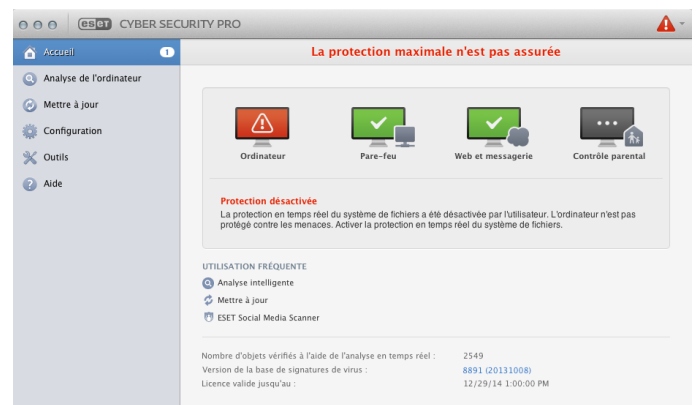 eset CYBER SECURITY PRO
Accueil 1
La protection maximale n'est pas assurée
Analyse de l'ordinateur
Mettre à jour
Configuration
Outils
Aide
Ordinateur
Pare-feu
Web et messagerie
Contrôle parental
Protection désactivée
La protection en temps réel du système de fichiers a été désactivée par l'utilisateur. L'ordinateur n'est pas
protégé contre les menaces. Activer la protection en temps réel du système de fichiers.
UTILISATION FRÉQUENTE
Analyse intelligente
Mettre à jour
ESET Social Media Scanner
Nombre d'objets vérifiés à l'aide de l'analyse en temps réel : 2549
Version de la base de signatures de virus : 8891 (20131008)
Licence valide jusqu'au : 12/29/14 1:00:00 PM